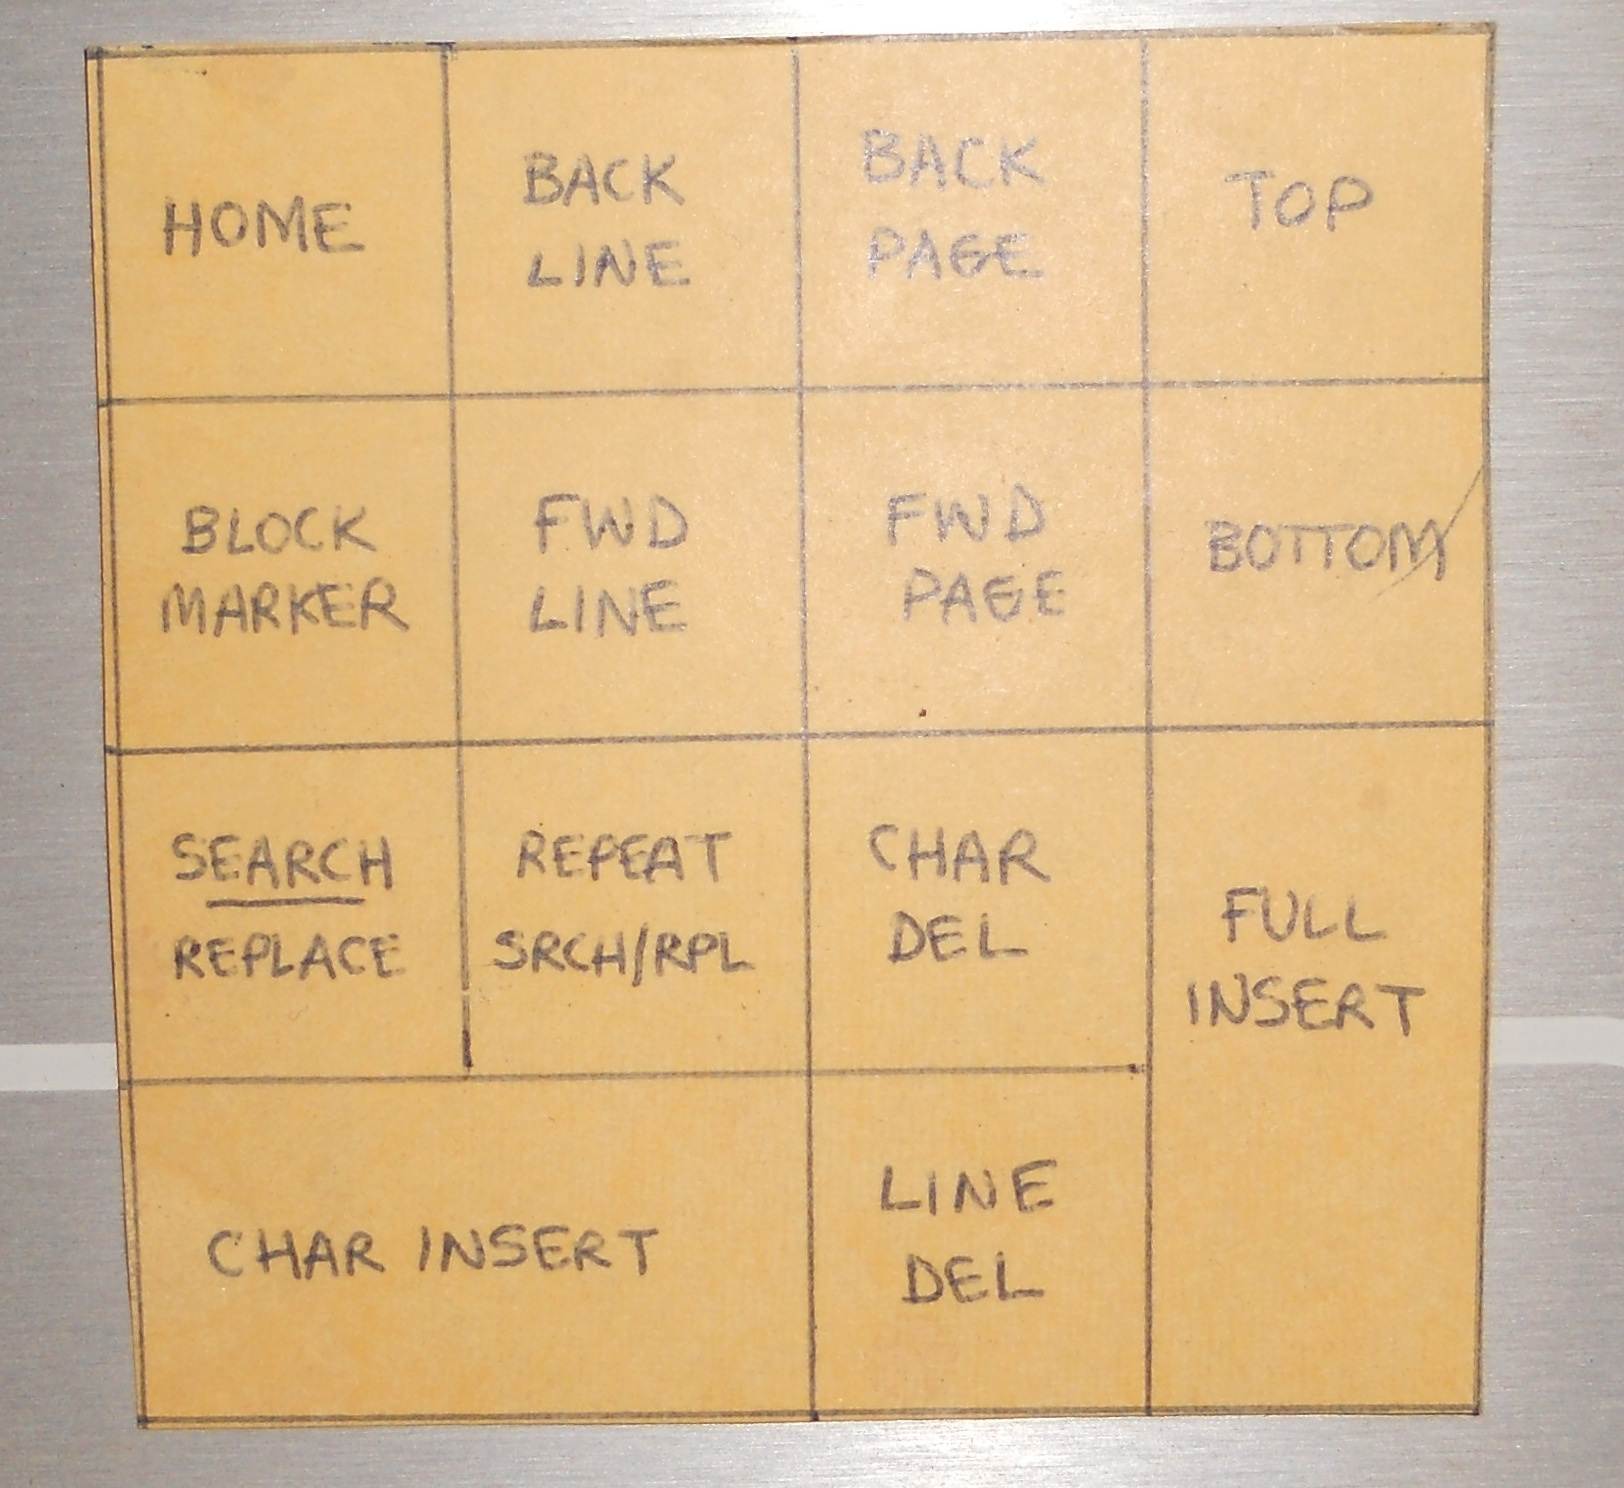 HOME
BACK
LINE
BACK
PAGE
TOP
BLOCK
MARKER
FWD
LINE
FWD
PAGE
BOTTOM
SEARCH
REPLACE
REPEAT
SRCH/RPL
CHAR
DEL
FULL
INSERT
CHAR INSERT
LINE
DEL